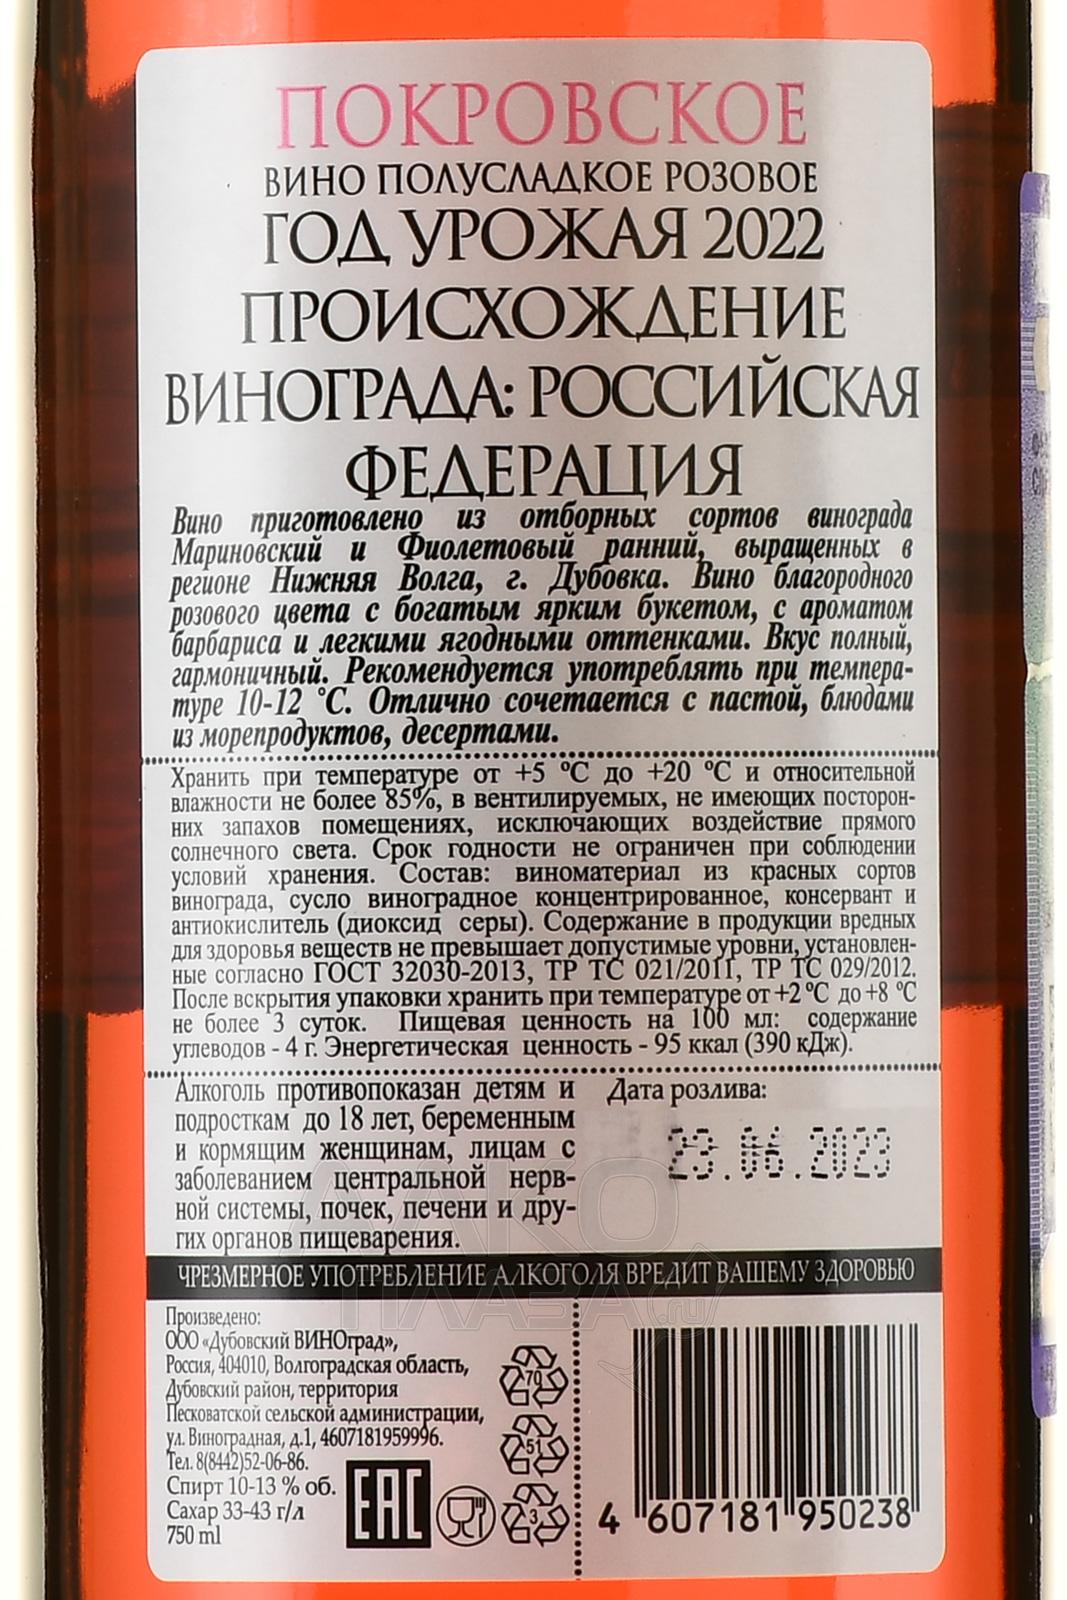 ПОКРОВСКОЕ
ВИНО ПОЛУСЛАДКОЕ РОЗОВОЕ
ГОД УРОЖАЯ 2022
ПРОИСХОЖДЕНИЕ
ВИНОГРАДА: РОССИЙСКАЯ
ФЕДЕРАЦИЯ
Вино приготовлено из отборных сортов винограда
Мариновский и Фиолетовый ранний, выращенных в
регионе Нижняя Волга, г. Дубовка. Вино благородного
розового цвета с богатым ярким букетом, с ароматом
барбариса и легкими ягодными оттенками. Вкус полный,
гармоничный. Рекомендуется употреблять при темпера-
туре 10-12 °С. Отлично сочетается с пастой, блюдами
из морепродуктов, десертами.
Хранить при температуре от +5 ºС до +20 ºС и относительной
влажности не более 85%, в вентилируемых, не имеющих посторон-
них запахов помещениях, исключающих воздействие прямого
солнечного света. Срок годности не ограничен при соблюдении
условий хранения. Состав: виноматериал из красных сортов
винограда, сусло виноградное концентрированное, консервант и
антиокислитель (диоксид серы). Содержание в продукции вредных
для здоровья веществ не превышает допустимые уровни, установлен-
ные согласно ГОСТ 32030-2013, ТР ТС 021/2011, ТР ТС 029/2012.
После вскрытия упаковки хранить при температуре от +2 ºС до +8 ºС
не более 3 суток. Пищевая ценность на 100 мл: содержание
углеводов - 4 г. Энергетическая ценность - 95 ккал (390 кДж).
Алкоголь противопоказан детям и
подросткам до 18 лет, беременным
и кормящим женщинам, лицам с
заболеванием центральной нерв-
ной системы, почек, печени и дру-
гих органов пищеварения.
Дата розлива:
23.06.2023
ЧРЕЗМЕРНОЕ УПОТРЕБЛЕНИЕ АЛКОГОЛЯ ВРЕДИТ ВАШЕМУ ЗДОРОВЬЮ
АЛКО
ПЛАЗА.ru
Произведено:
ООО «Дубовский ВИНОград»,
Россия, 404010, Волгоградская область,
Дубовский район, территория
Песковатской сельской администрации,
ул. Виноградная, д.1, 4607181959996.
Тел. 8(8442)52-06-86.
Спирт 10-13 % об.
Сахар 33-43 г/л
750 ml
EAC
70
51
3
4 607181 950238